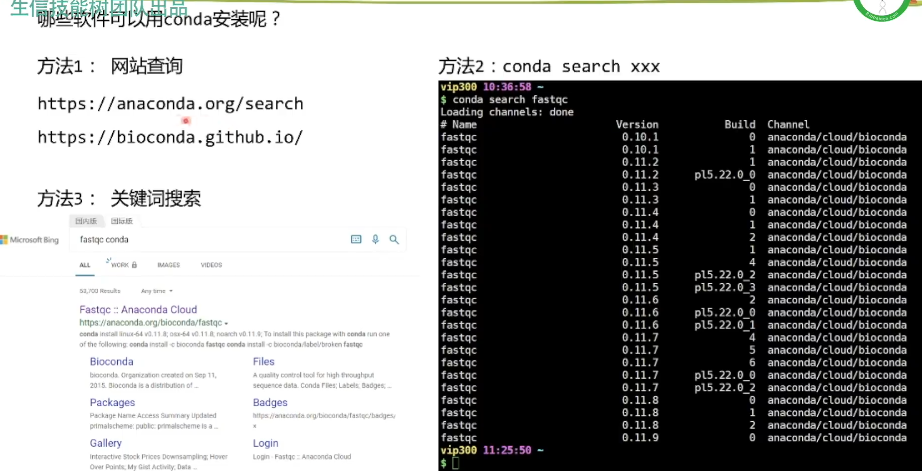 生信技能树团队出品
哪些软件可以用conda安装呢？
方法1： 网站查询
https://anaconda.org/search
https://bioconda.github.io/
方法3： 关键词搜索
国内版 国际版
Microsoft Bing
fastqc conda
ALL WORK IMAGES VIDEOS
53,700 Results Any time
Fastqc :: Anaconda Cloud
https://anaconda.org/bioconda/fastqc
conda install linux-64 v0.11.8; osx-64 v0.11.8; noarch v0.11.9; To install this package with conda run one
of the following: conda install -c bioconda fastqc conda install -c bioconda/label/broken fastqc
Bioconda
bioconda. Organization created on Sep 11,
2015. Bioconda is a distribution of ...
Files
A quality control tool for high throughput
sequence data. Conda Files; Labels; Badges; ...
Packages
Package Name Access Summary Updated
primalscheme: public: primalscheme is a ...
Badges
https://anaconda.org/bioconda/fastqc/badges/
Gallery
Interactive Stock Prices Downsampling; Hover
Over Points; My Gist Activity; Data ...
Login
Login · Fastqc :: Anaconda Cloud
方法2：conda search xxx
vip300 10:36:58 ~
$ conda search fastqc
Loading channels: done
# Name Version Build Channel
fastqc 0.10.1 0 anaconda/cloud/bioconda
fastqc 0.10.1 1 anaconda/cloud/bioconda
fastqc 0.11.2 1 anaconda/cloud/bioconda
fastqc 0.11.2 pl5.22.0_0 anaconda/cloud/bioconda
fastqc 0.11.3 0 anaconda/cloud/bioconda
fastqc 0.11.3 1 anaconda/cloud/bioconda
fastqc 0.11.4 0 anaconda/cloud/bioconda
fastqc 0.11.4 1 anaconda/cloud/bioconda
fastqc 0.11.4 2 anaconda/cloud/bioconda
fastqc 0.11.5 1 anaconda/cloud/bioconda
fastqc 0.11.5 4 anaconda/cloud/bioconda
fastqc 0.11.5 pl5.22.0_2 anaconda/cloud/bioconda
fastqc 0.11.5 pl5.22.0_3 anaconda/cloud/bioconda
fastqc 0.11.6 2 anaconda/cloud/bioconda
fastqc 0.11.6 pl5.22.0_0 anaconda/cloud/bioconda
fastqc 0.11.6 pl5.22.0_1 anaconda/cloud/bioconda
fastqc 0.11.7 4 anaconda/cloud/bioconda
fastqc 0.11.7 5 anaconda/cloud/bioconda
fastqc 0.11.7 6 anaconda/cloud/bioconda
fastqc 0.11.7 pl5.22.0_0 anaconda/cloud/bioconda
fastqc 0.11.7 pl5.22.0_2 anaconda/cloud/bioconda
fastqc 0.11.8 0 anaconda/cloud/bioconda
fastqc 0.11.8 1 anaconda/cloud/bioconda
fastqc 0.11.8 2 anaconda/cloud/bioconda
fastqc 0.11.9 0 anaconda/cloud/bioconda
vip300 11:25:50 ~
$